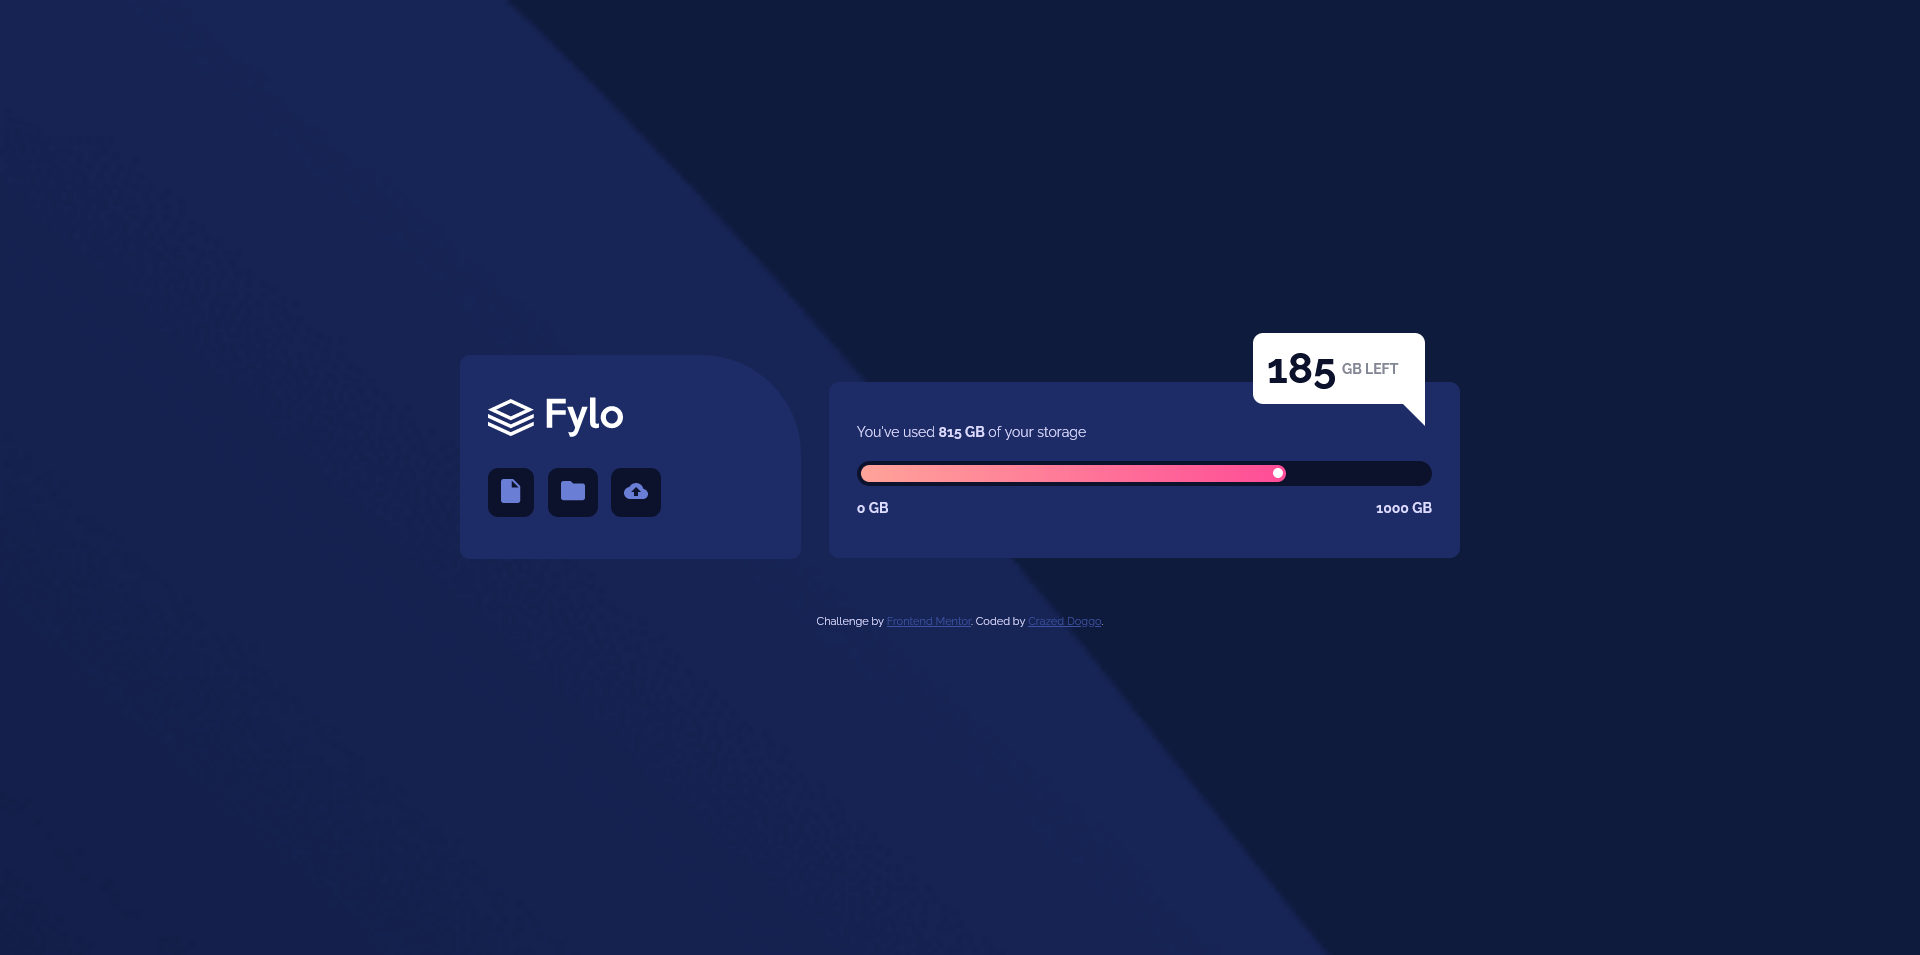 Fylo
185 GB LEFT
You've used 815 GB of your storage
0 GB 1000 GB
Challenge by Frontend Mentor. Coded by Crazed Doggo.